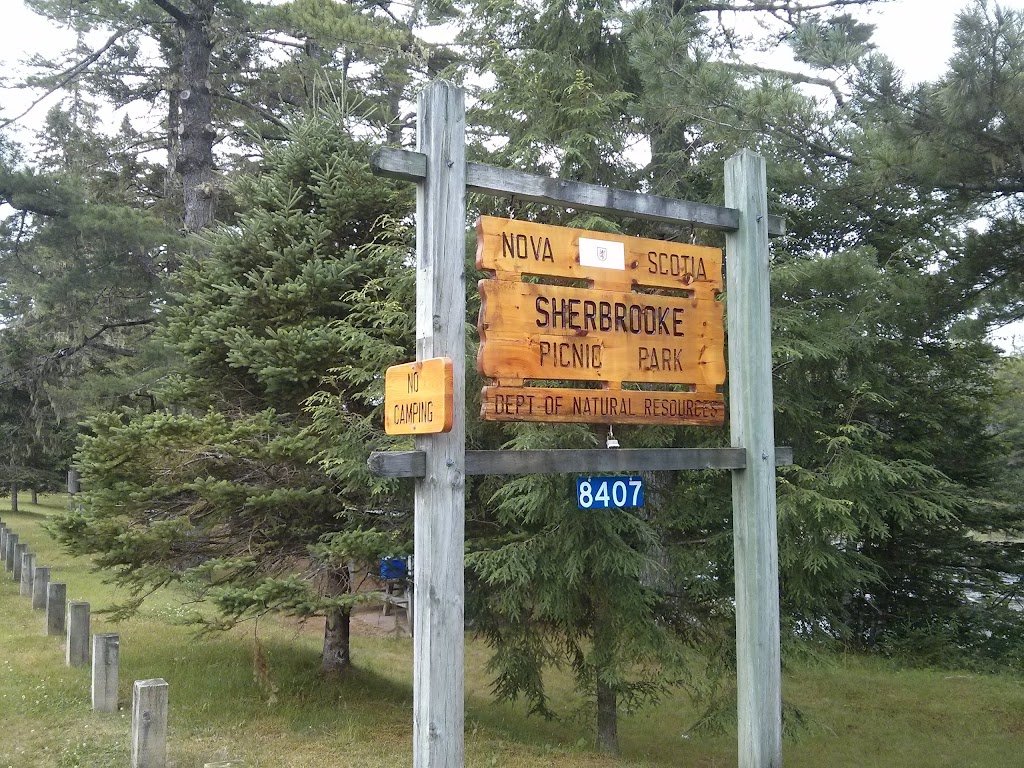 NOVA SCOTIA
SHERBROOKE
PICNIC PARK
DEPT OF NATURAL RESOURCES
NO
CAMPING
8407